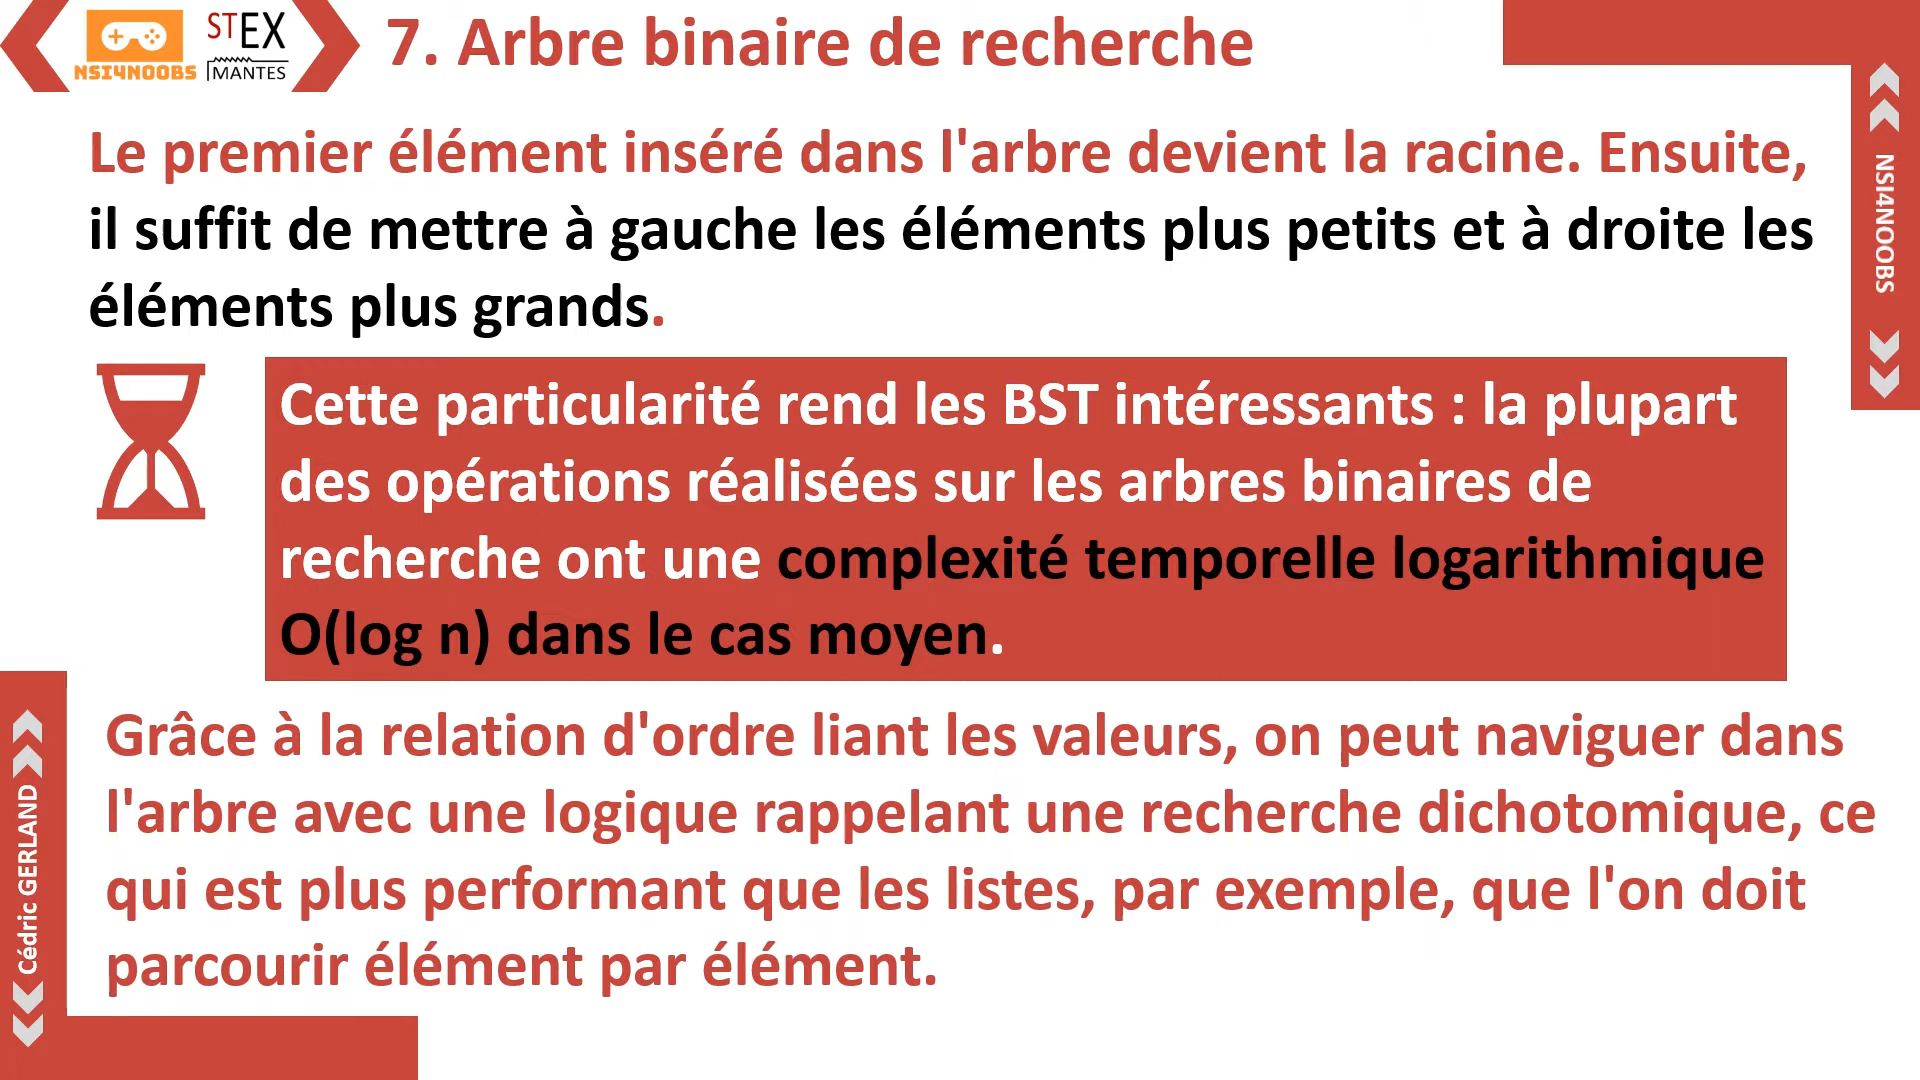 NSI4NOOBS
STEX
MANTES
7. Arbre binaire de recherche
Le premier élément inséré dans l'arbre devient la racine. Ensuite,
il suffit de mettre à gauche les éléments plus petits et à droite les
éléments plus grands.
Cette particularité rend les BST intéressants : la plupart
des opérations réalisées sur les arbres binaires de
recherche ont une complexité temporelle logarithmique
O(log n) dans le cas moyen.
Grâce à la relation d'ordre liant les valeurs, on peut naviguer dans
l'arbre avec une logique rappelant une recherche dichotomique, ce
qui est plus performant que les listes, par exemple, que l'on doit
parcourir élément par élément.
NSI4NOOBS
Cédric GERLAND